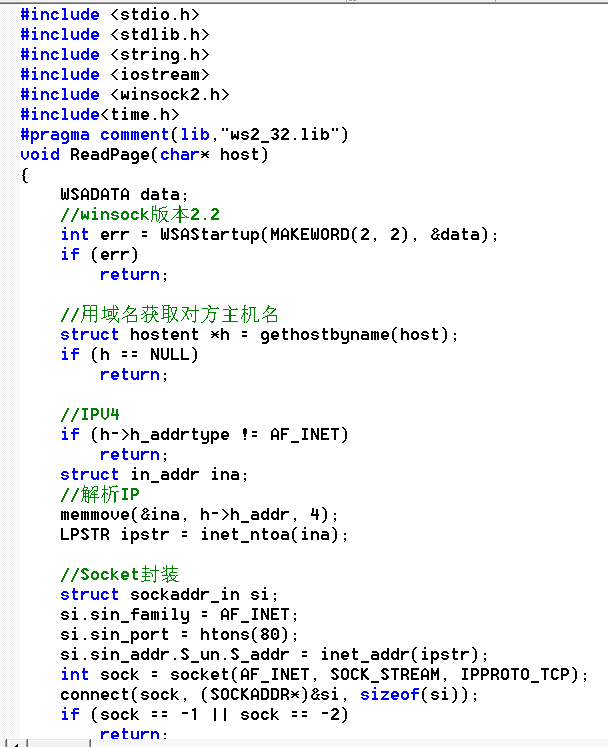 #include <stdio.h>
#include <stdlib.h>
#include <string.h>
#include <iostream>
#include <winsock2.h>
#include<time.h>
#pragma comment(lib,"ws2_32.lib")
void ReadPage(char* host)
{
    WSADATA data;
    //winsock版本2.2
    int err = WSAStartup(MAKEWORD(2, 2), &data);
    if (err)
        return;

    //用域名获取对方主机名
    struct hostent *h = gethostbyname(host);
    if (h == NULL)
        return;

    //IPV4
    if (h->h_addrtype != AF_INET)
        return;
    struct in_addr ina;
    //解析IP
    memmove(&ina, h->h_addr, 4);
    LPSTR ipstr = inet_ntoa(ina);

    //Socket封装
    struct sockaddr_in si;
    si.sin_family = AF_INET;
    si.sin_port = htons(80);
    si.sin_addr.S_un.S_addr = inet_addr(ipstr);
    int sock = socket(AF_INET, SOCK_STREAM, IPPROTO_TCP);
    connect(sock, (SOCKADDR*)&si, sizeof(si));
    if (sock == -1 || sock == -2)
        return;